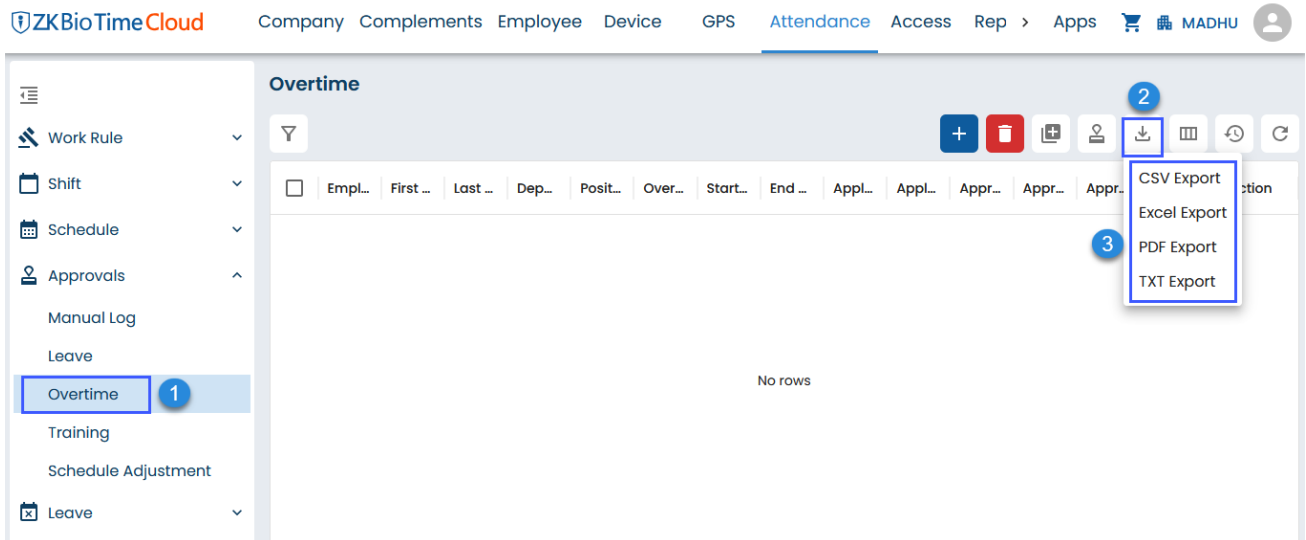 ZKBioTime Cloud Company Complements Employee Device GPS Attendance Access Rep > Apps MADHU
Overtime
2
Work Rule
Shift
Schedule
Approvals
Manual Log
Leave
Overtime 1
Training
Schedule Adjustment
Leave
Empl... First ... Last ... Dep... Posit... Over... Start... End ... Appl... Appl... Appr... Appr... Appr... ction
CSV Export
Excel Export
3 PDF Export
TXT Export
No rows